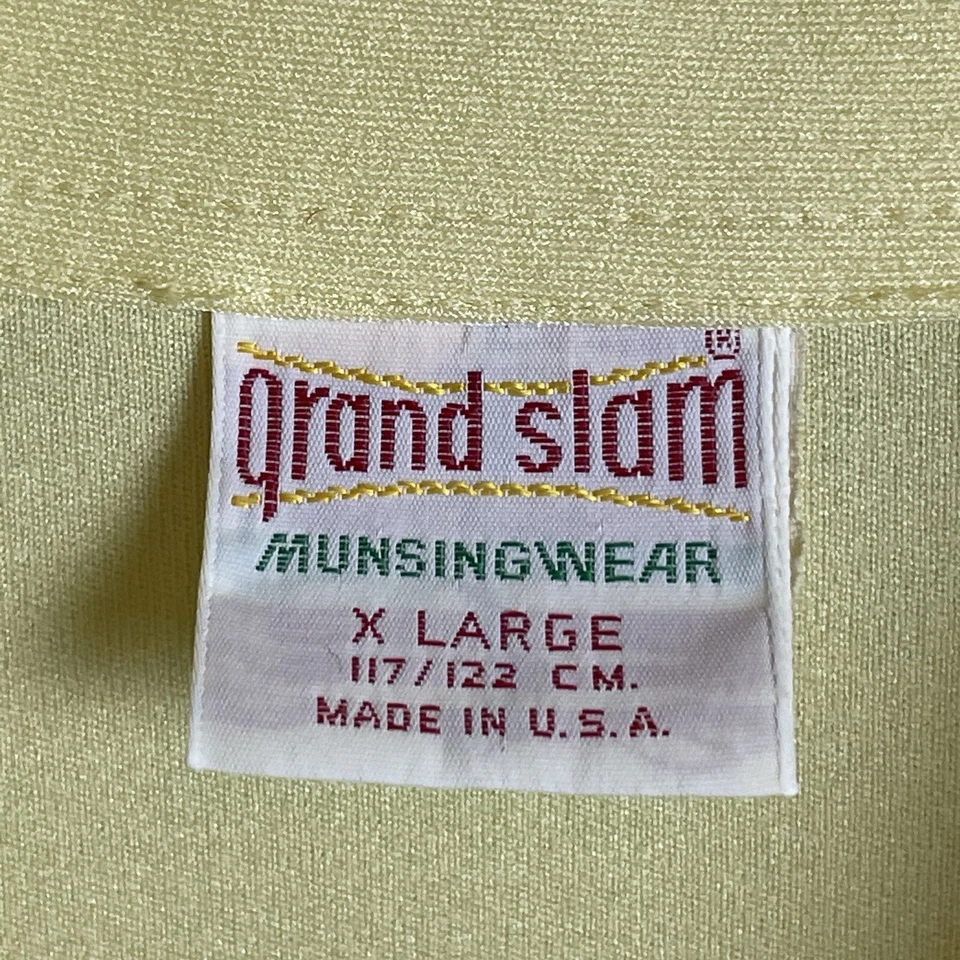 grand slam®
MUNSINGWEAR
X LARGE
117/122 CM.
MADE IN U.S.A.